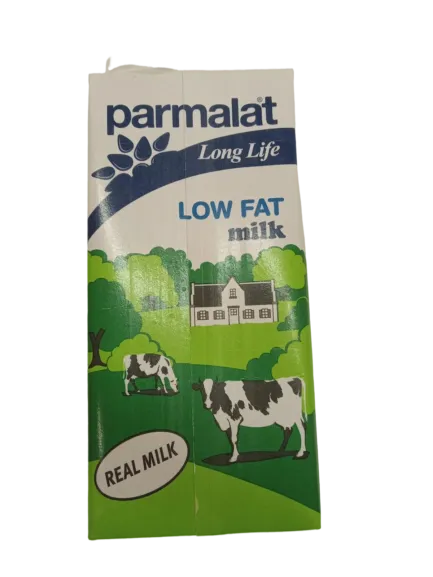 parmalat
Long Life
LOW FAT
milk
REAL MILK